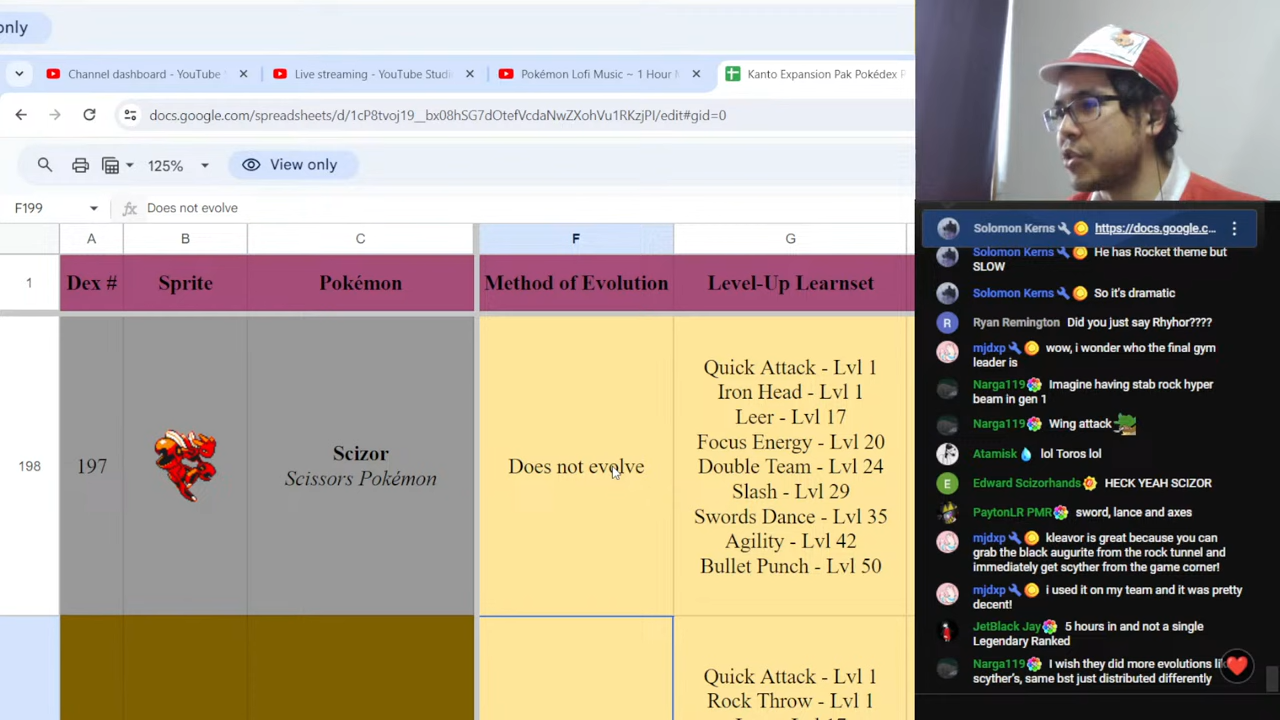 only
Channel dashboard - YouTube
Live streaming - YouTube Studi
Pokémon Lofi Music ~ 1 Hour
Kanto Expansion Pak Pokédex
docs.google.com/spreadsheets/d/1cP8tvoj19__bx08hSG7dOtefVcdaNwZXohVu1RKzjPI/edit#gid=0
125%
View only
F199
fx Does not evolve
A B C F G
1 Dex # Sprite Pokémon Method of Evolution Level-Up Learnset
198
197
Scizor
Scissors Pokémon
Does not evolve
Quick Attack - Lvl 1
Iron Head - Lvl 1
Leer - Lvl 17
Focus Energy - Lvl 20
Double Team - Lvl 24
Slash - Lvl 29
Swords Dance - Lvl 35
Agility - Lvl 42
Bullet Punch - Lvl 50
Quick Attack - Lvl 1
Rock Throw - Lvl 1
Solomon Kerns https://docs.google.c...
Solomon Kerns He has Rocket theme but
SLOW
Solomon Kerns So it's dramatic
R Ryan Remington Did you just say Rhyhor????
mjdxp wow, i wonder who the final gym
leader is
Narga119 Imagine having stab rock hyper
beam in gen 1
Narga119 Wing attack
Atamisk lol Toros lol
E Edward Scizorhands HECK YEAH SCIZOR
PaytonLR PMR sword, lance and axes
mjdxp kleavor is great because you can
grab the black augurite from the rock tunnel and
immediately get scyther from the game corner!
mjdxp i used it on my team and it was pretty
decent!
JetBlack Jay 5 hours in and not a single
Legendary Ranked
Narga119 I wish they did more evolutions li
scyther's, same bst just distributed differently